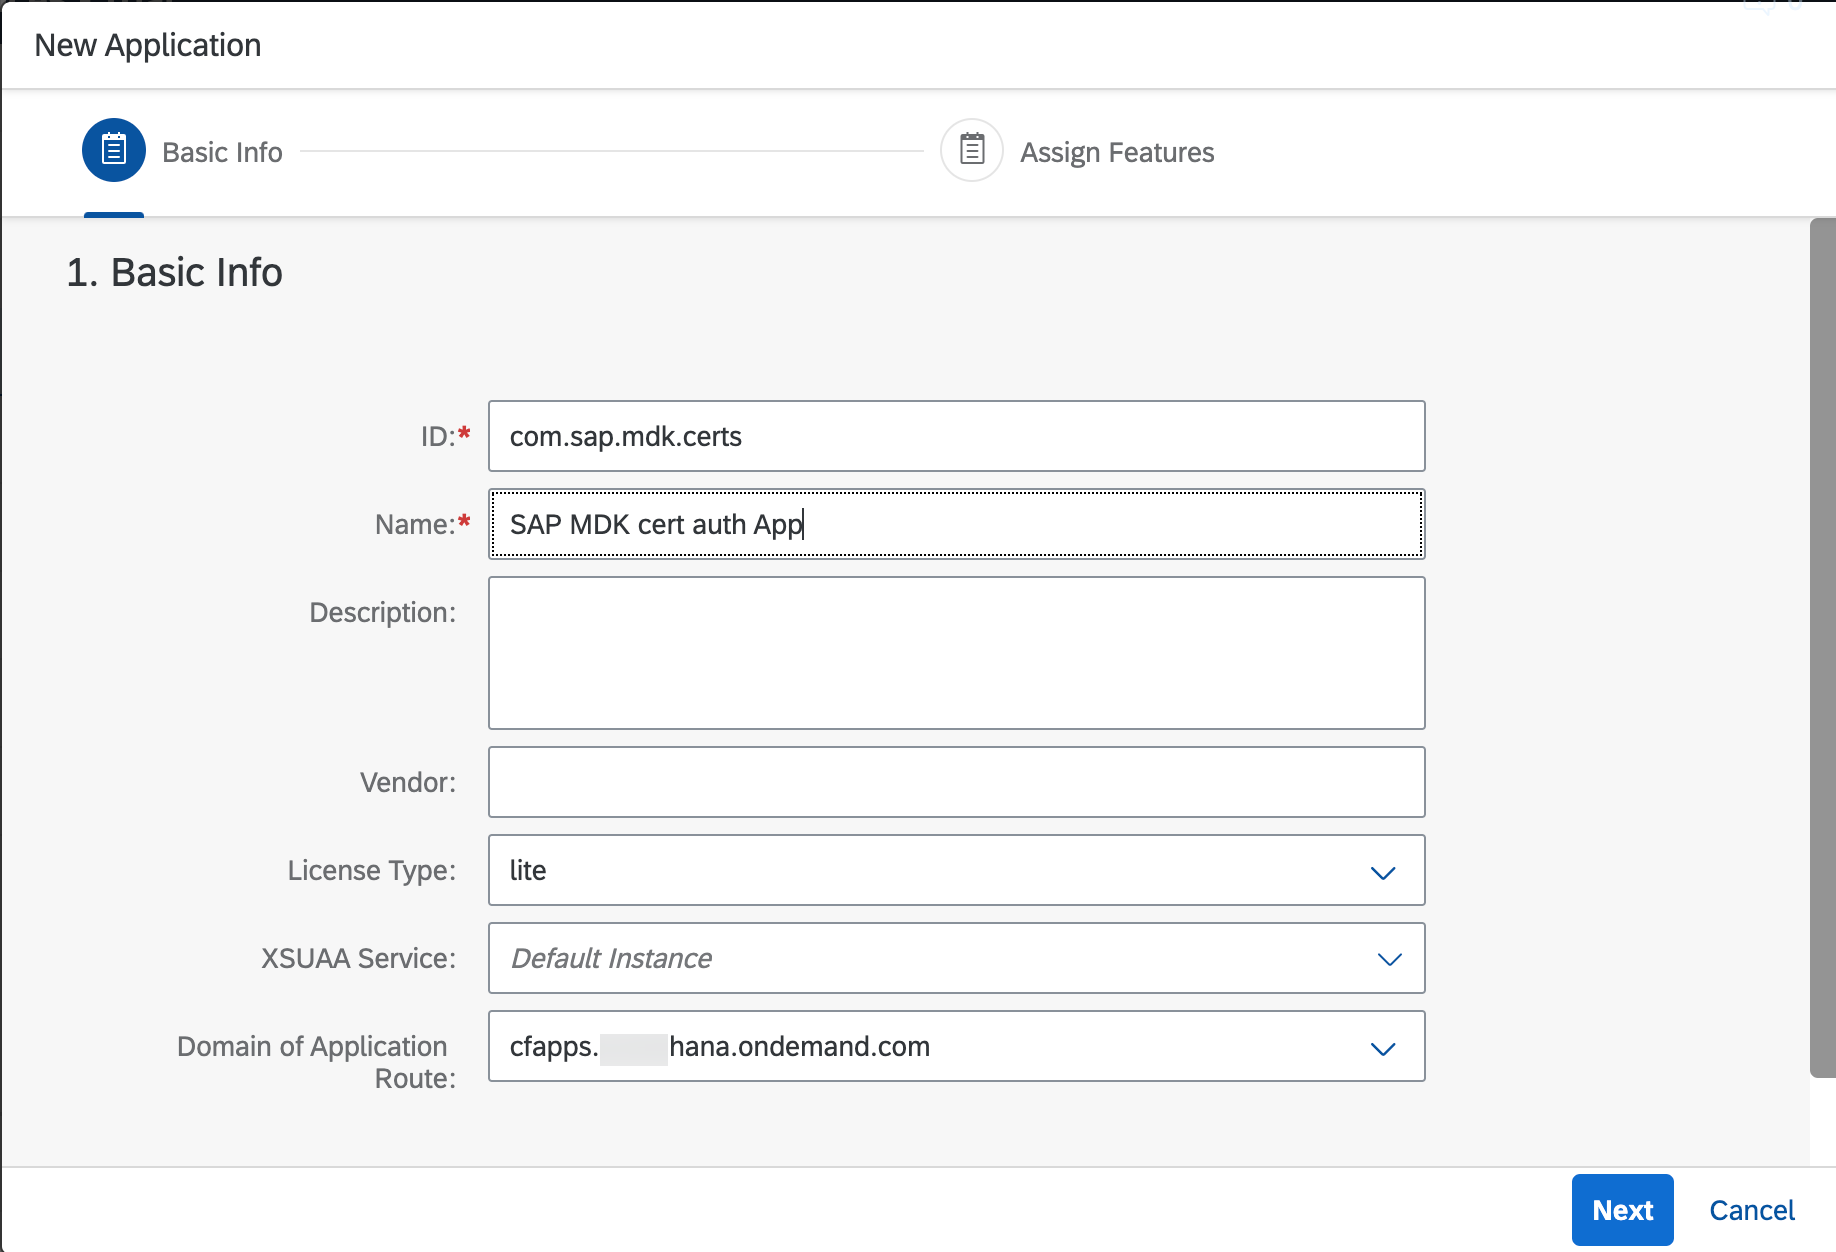 New Application
Basic Info
Assign Features
1. Basic Info
ID:*
com.sap.mdk.certs
Name:*
SAP MDK cert auth App
Description:
Vendor:
License Type:
lite
XSUAA Service:
Default Instance
Domain of Application
Route:
cfapps. hana.ondemand.com
Next
Cancel